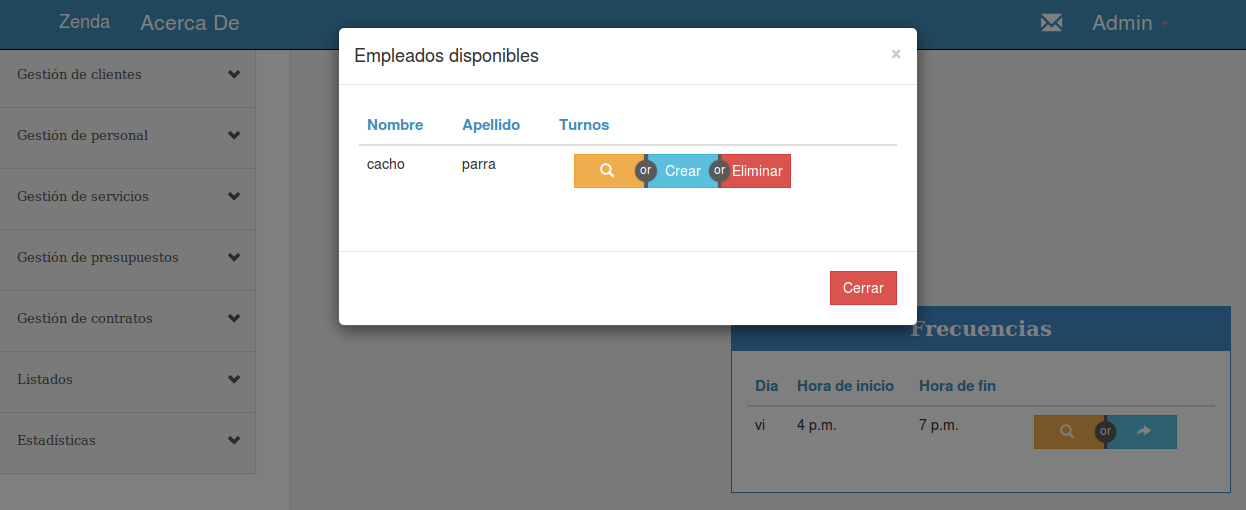 Zenda Acerca De Admin
Empleados disponibles ×
Nombre Apellido Turnos
cacho parra or Crear or Eliminar
Cerrar
Gestión de clientes
Gestión de personal
Gestión de servicios
Gestión de presupuestos
Gestión de contratos
Listados
Estadísticas
Frecuencias
Dia Hora de inicio Hora de fin
vi 4 p.m. 7 p.m. or